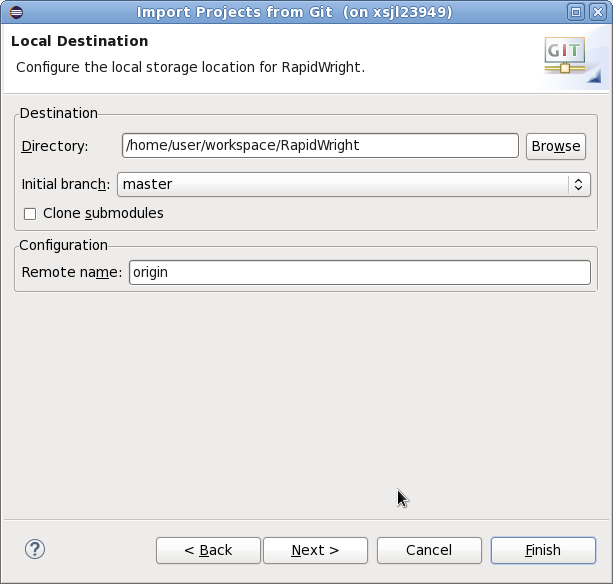 Import Projects from Git  (on xsjl23949)
Local Destination
Configure the local storage location for RapidWright.
GIT
Destination
Directory: /home/user/workspace/RapidWright Browse
Initial branch: master
Clone submodules
Configuration
Remote name: origin
? < Back Next > Cancel Finish